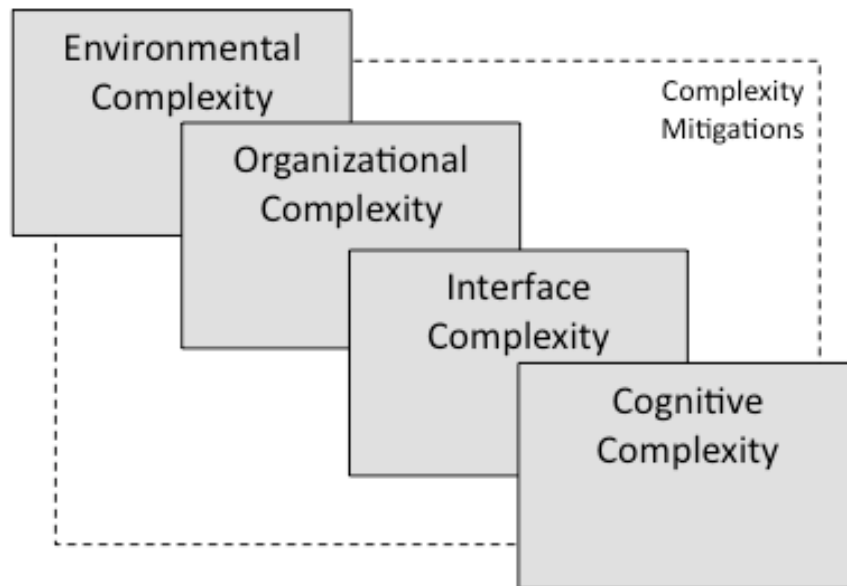 Environmental
Complexity
Complexity
Mitigations
Organizational
Complexity
Interface
Complexity
Cognitive
Complexity